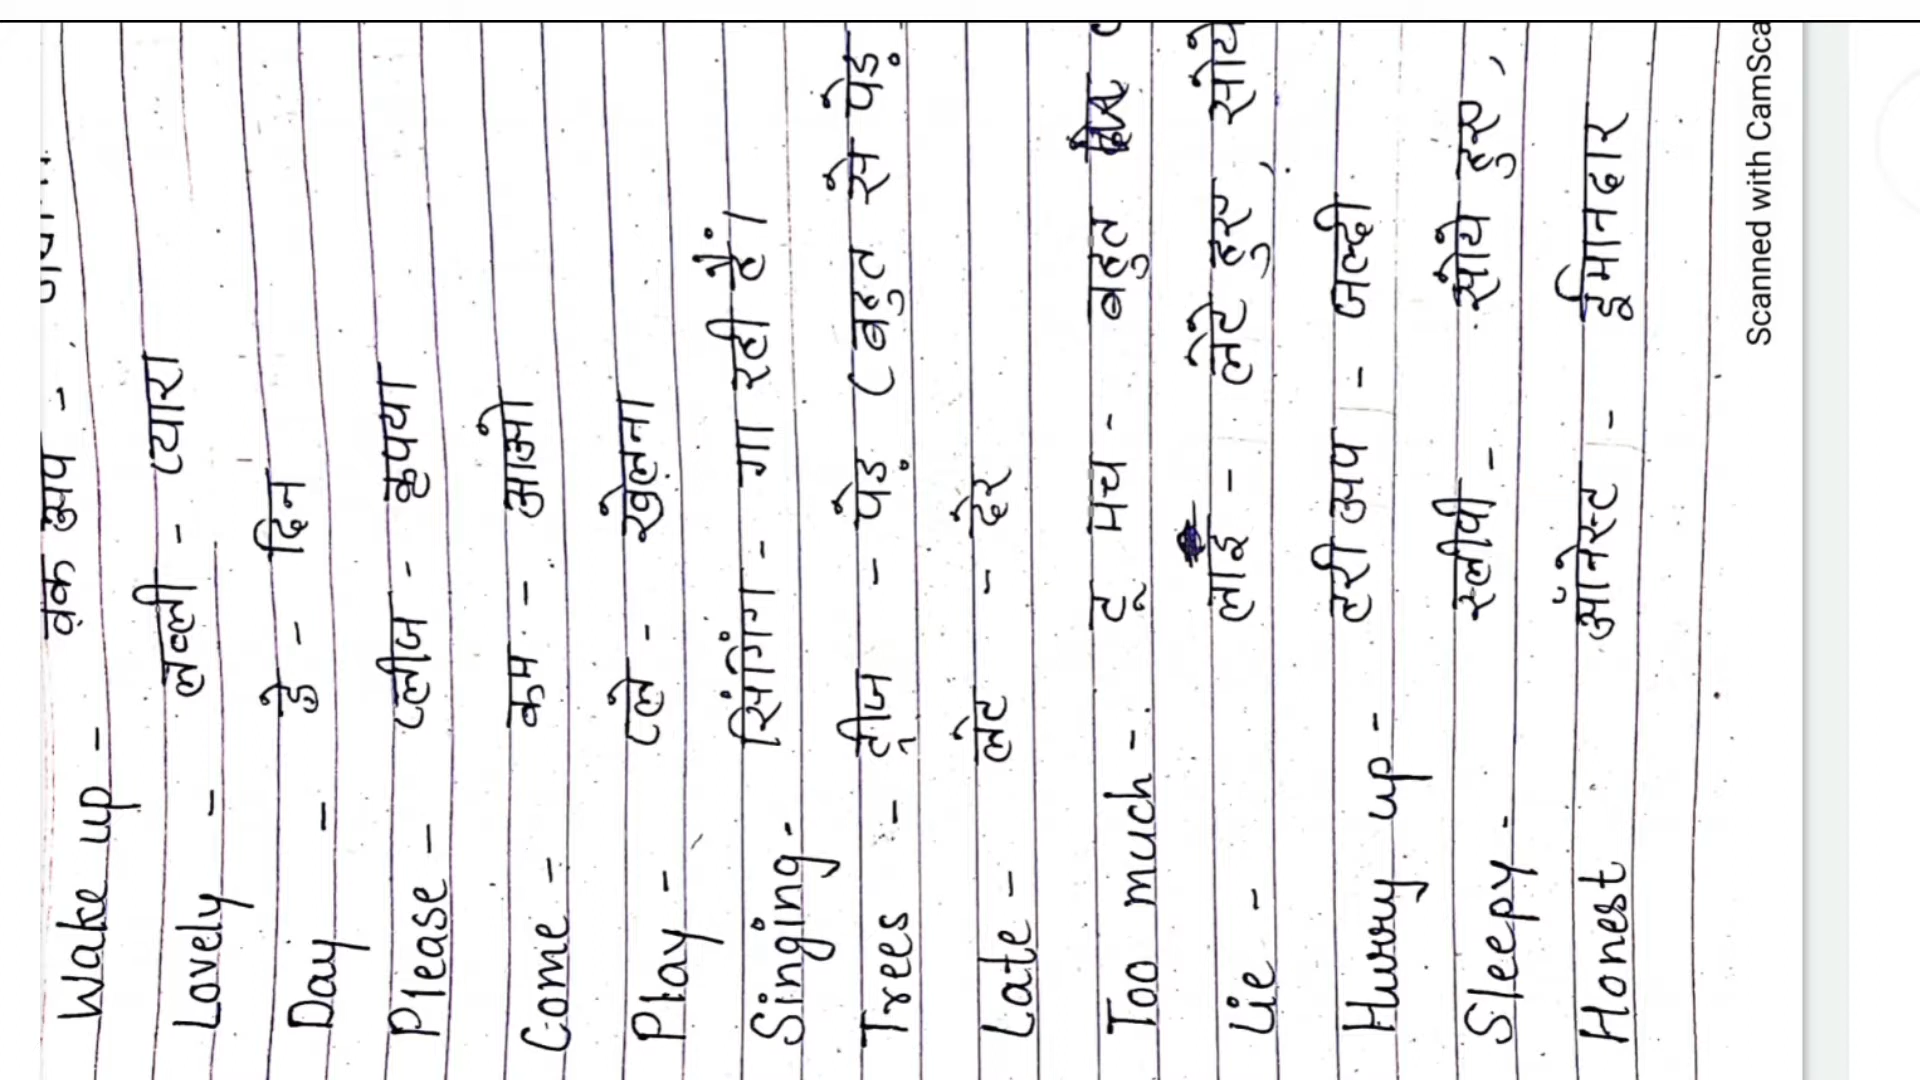 Wake up - वेक अप -
Lovely - लवली - प्यारा
Day - डे - दिन
Please - प्लीज - कृपया
Come - कम - आओ
Play - प्ले - खेलना
Singing - सिंगिंग - गा रही हैं।
Trees - ट्रीज - पेड़ (बहुत से पेड़
Late - लेट - देर
Too much - टू मच - बहुत
Lie - लाइ - लेटे हुए, सोये
Hurry up - हरी अप - जल्दी
Sleepy - स्लीपी - सोये हुए,
Honest ऑनेस्ट - ईमानदार
Scanned with CamSca